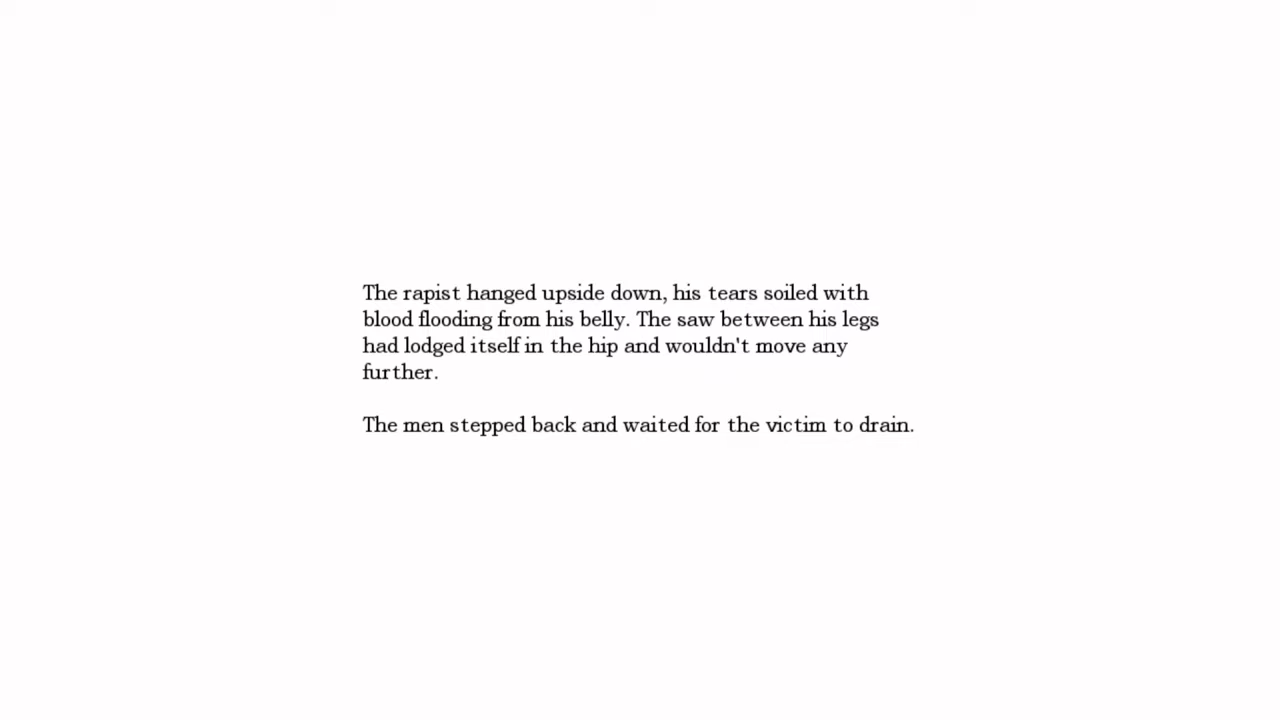 The rapist hanged upside down, his tears soiled with
blood flooding from his belly. The saw between his legs
had lodged itself in the hip and wouldn't move any
further.
The men stepped back and waited for the victim to drain.